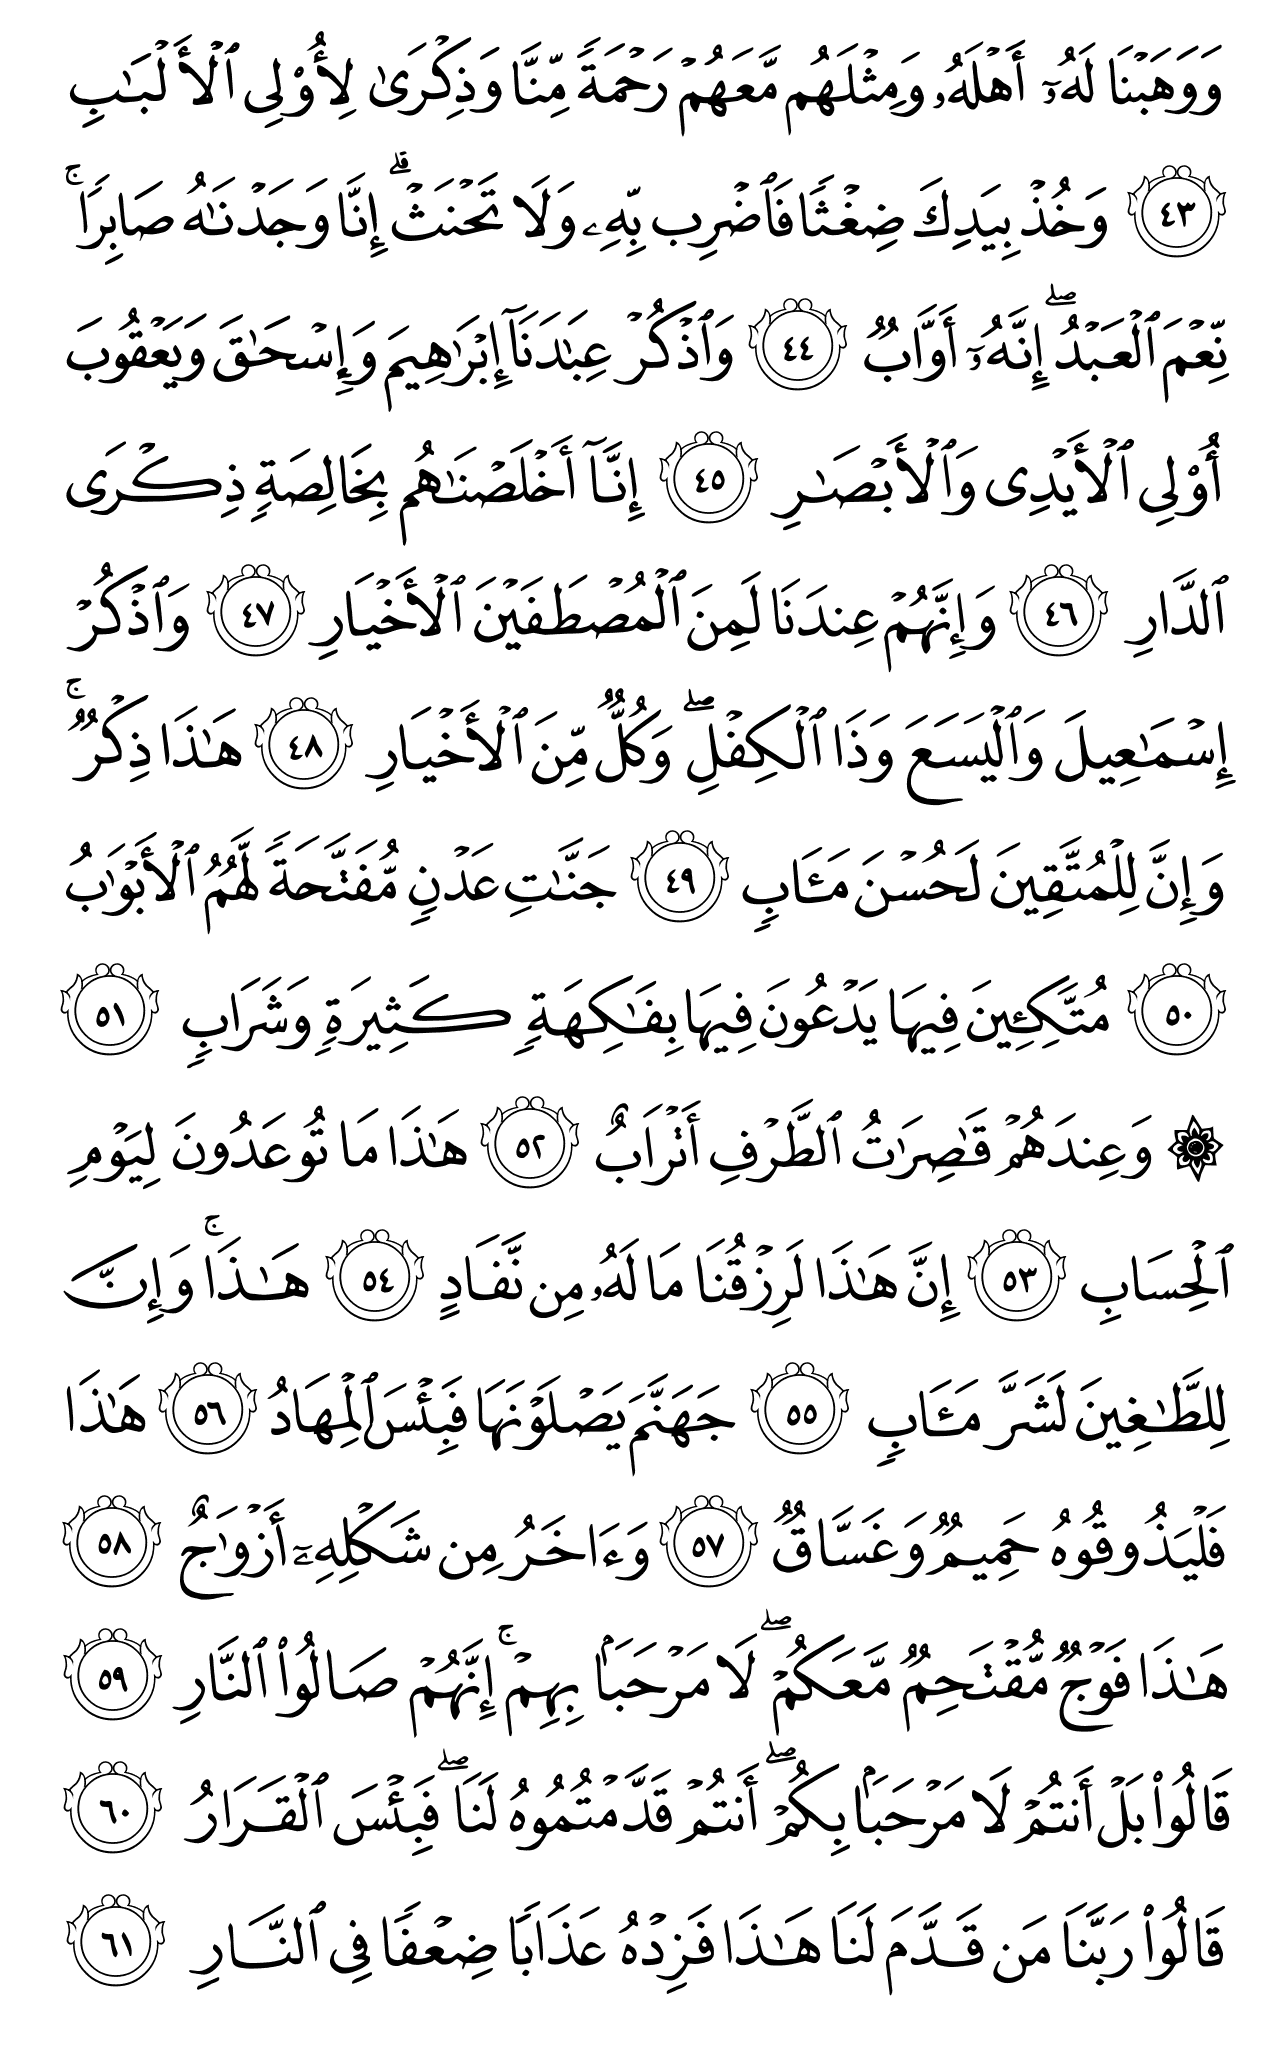 وَوَهَبْنَا لَهُۥٓ أَهْلَهُۥ وَمِثْلَهُم مَّعَهُمْ رَحْمَةً مِّنَّا وَذِكْرَىٰ لِأُو۟لِى ٱلْأَلْبَـٰبِ
٤٣ وَخُذْ بِيَدِكَ ضِغْثًا فَٱضْرِب بِّهِۦ وَلَا تَحْنَثْ ۗ إِنَّا وَجَدْنَـٰهُ صَابِرًا ۚ
نِّعْمَ ٱلْعَبْدُ ۖ إِنَّهُۥٓ أَوَّابٌ ٤٤ وَٱذْكُرْ عِبَـٰدَنَآ إِبْرَٰهِيمَ وَإِسْحَـٰقَ وَيَعْقُوبَ
أُو۟لِى ٱلْأَيْدِى وَٱلْأَبْصَـٰرِ ٤٥ إِنَّآ أَخْلَصْنَـٰهُم بِخَالِصَةٍ ذِكْرَى
ٱلدَّارِ ٤٦ وَإِنَّهُمْ عِندَنَا لَمِنَ ٱلْمُصْطَفَيْنَ ٱلْأَخْيَارِ ٤٧ وَٱذْكُرْ
إِسْمَـٰعِيلَ وَٱلْيَسَعَ وَذَا ٱلْكِفْلِ ۖ وَكُلٌّ مِّنَ ٱلْأَخْيَارِ ٤٨ هَـٰذَا ذِكْرٌ ۚ
وَإِنَّ لِلْمُتَّقِينَ لَحُسْنَ مَـَٔابٍ ٤٩ جَنَّـٰتِ عَدْنٍ مُّفَتَّحَةً لَّهُمُ ٱلْأَبْوَٰبُ
٥٠ مُتَّكِـِٔينَ فِيهَا يَدْعُونَ فِيهَا بِفَـٰكِهَةٍ كَثِيرَةٍ وَشَرَابٍ ٥١
۞ وَعِندَهُمْ قَـٰصِرَٰتُ ٱلطَّرْفِ أَتْرَابٌ ٥٢ هَـٰذَا مَا تُوعَدُونَ لِيَوْمِ
ٱلْحِسَابِ ٥٣ إِنَّ هَـٰذَا لَرِزْقُنَا مَا لَهُۥ مِن نَّفَادٍ ٥٤ هَـٰذَا ۚ وَإِنَّ
لِلطَّـٰغِينَ لَشَرَّ مَـَٔابٍ ٥٥ جَهَنَّمَ يَصْلَوْنَهَا فَبِئْسَ ٱلْمِهَادُ ٥٦ هَـٰذَا
فَلْيَذُوقُوهُ حَمِيمٌ وَغَسَّاقٌ ٥٧ وَءَاخَرُ مِن شَكْلِهِۦٓ أَزْوَٰجٌ ٥٨
هَـٰذَا فَوْجٌ مُّقْتَحِمٌ مَّعَكُمْ ۖ لَا مَرْحَبًۢا بِهِمْ ۚ إِنَّهُمْ صَالُوا۟ ٱلنَّارِ ٥٩
قَالُوا۟ بَلْ أَنتُمْ لَا مَرْحَبًۢا بِكُمْ ۖ أَنتُمْ قَدَّمْتُمُوهُ لَنَا ۖ فَبِئْسَ ٱلْقَرَارُ ٦٠
قَالُوا۟ رَبَّنَا مَن قَدَّمَ لَنَا هَـٰذَا فَزِدْهُ عَذَابًا ضِعْفًا فِى ٱلنَّارِ ٦١